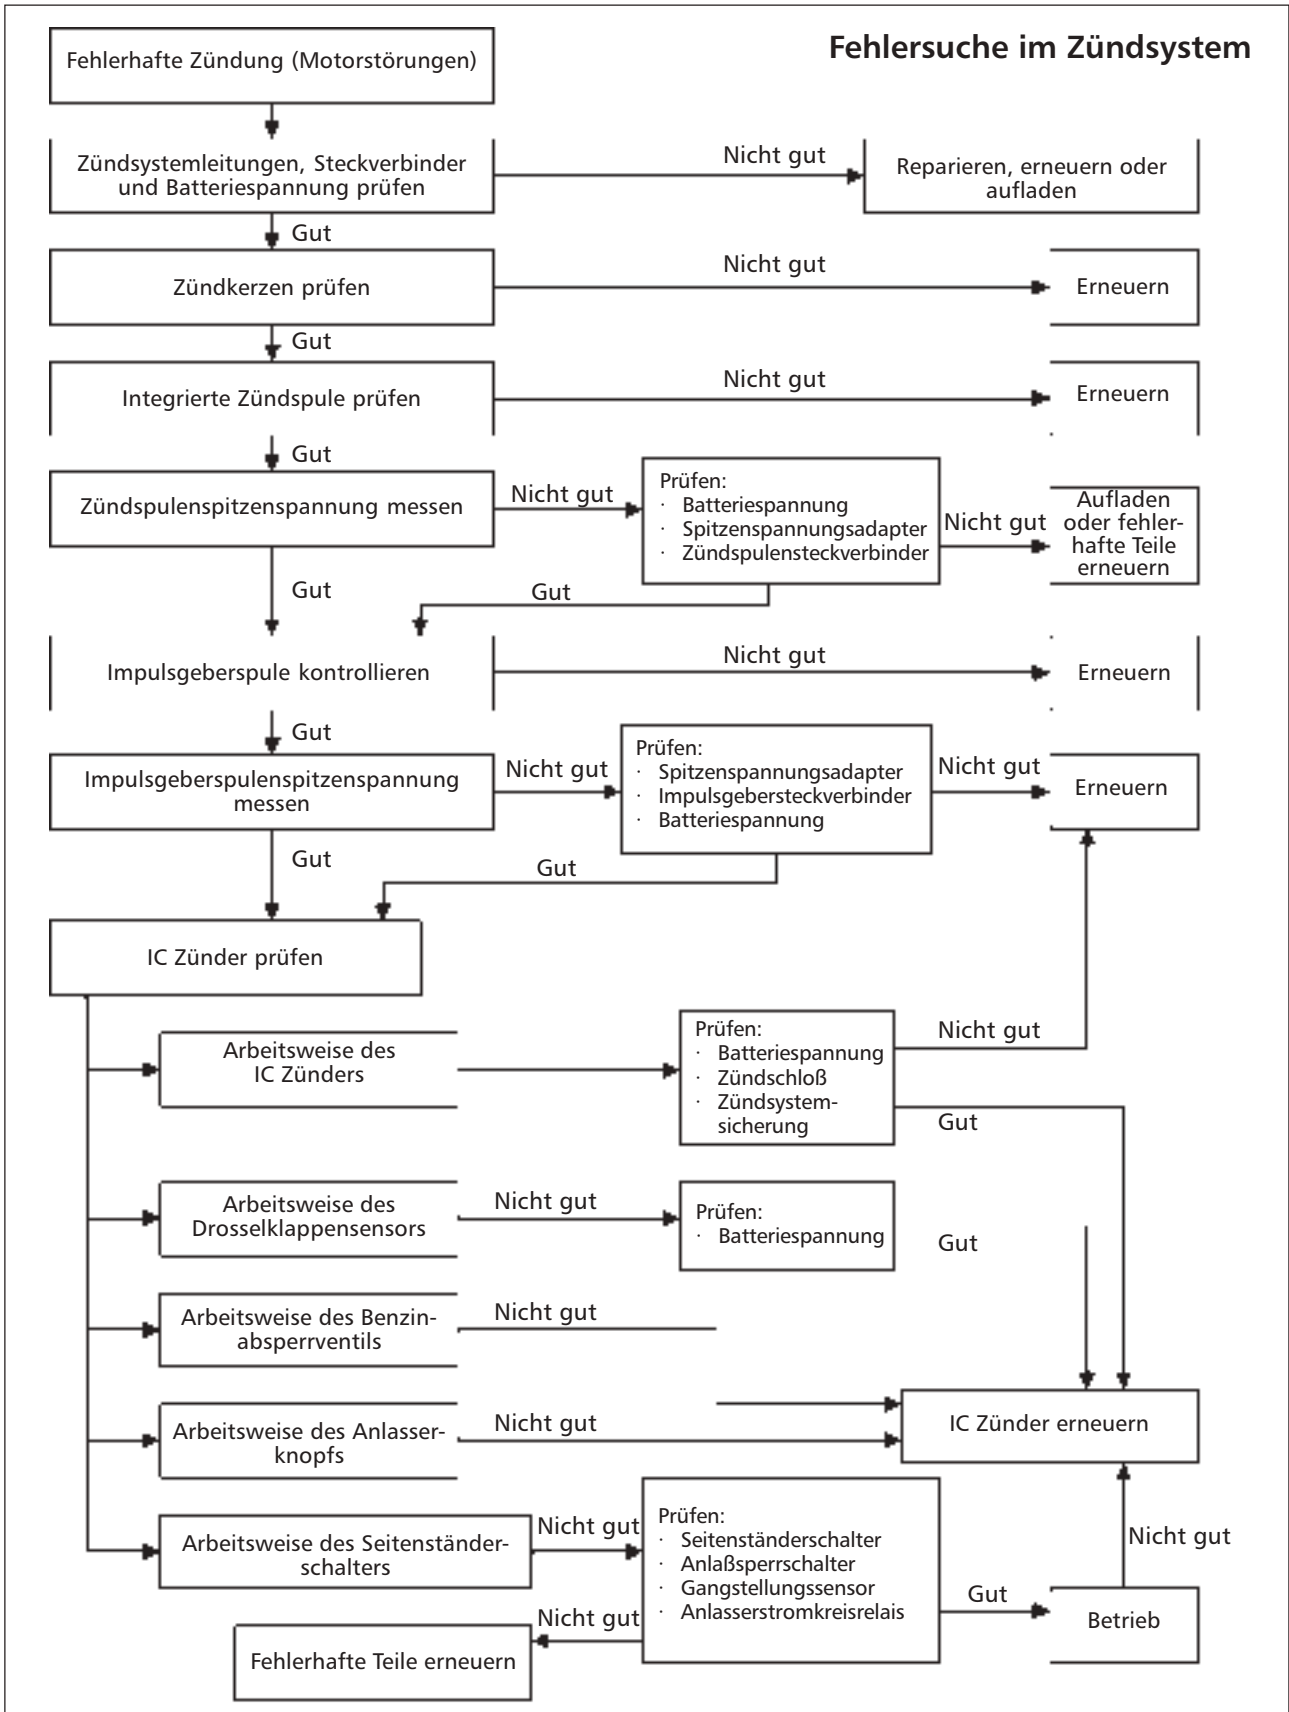 Fehlersuche im Zündsystem
Fehlerhafte Zündung (Motorstörungen)
Zündsystemleitungen, Steckverbinder
und Batteriespannung prüfen
Nicht gut
Reparieren, erneuern oder
aufladen
Gut
Zündkerzen prüfen
Nicht gut
Erneuern
Gut
Integrierte Zündspule prüfen
Nicht gut
Erneuern
Gut
Zündspulenspitzenspannung messen
Nicht gut
Prüfen:
· Batteriespannung
· Spitzenspannungsadapter
· Zündspulensteckverbinder
Nicht gut
Aufladen
oder fehler-
hafte Teile
erneuern
Gut
Gut
Impulsgeberspule kontrollieren
Nicht gut
Erneuern
Gut
Impulsgeberspulenspitzenspannung
messen
Nicht gut
Prüfen:
· Spitzenspannungsadapter
· Impulsgebersteckverbinder
· Batteriespannung
Nicht gut
Erneuern
Gut
Gut
IC Zünder prüfen
Arbeitsweise des
IC Zünders
Prüfen:
· Batteriespannung
· Zündschloß
· Zündsystem-
sicherung
Nicht gut
Gut
Arbeitsweise des
Drosselklappensensors
Nicht gut
Prüfen:
· Batteriespannung
Gut
Arbeitsweise des Benzin-
absperrventils
Nicht gut
Arbeitsweise des Anlasser-
knopfs
Nicht gut
IC Zünder erneuern
Arbeitsweise des Seitenständer-
schalters
Nicht gut
Prüfen:
· Seitenständerschalter
· Anlaßsperrschalter
· Gangstellungssensor
· Anlasserstromkreisrelais
Gut
Betrieb
Nicht gut
Nicht gut
Fehlerhafte Teile erneuern